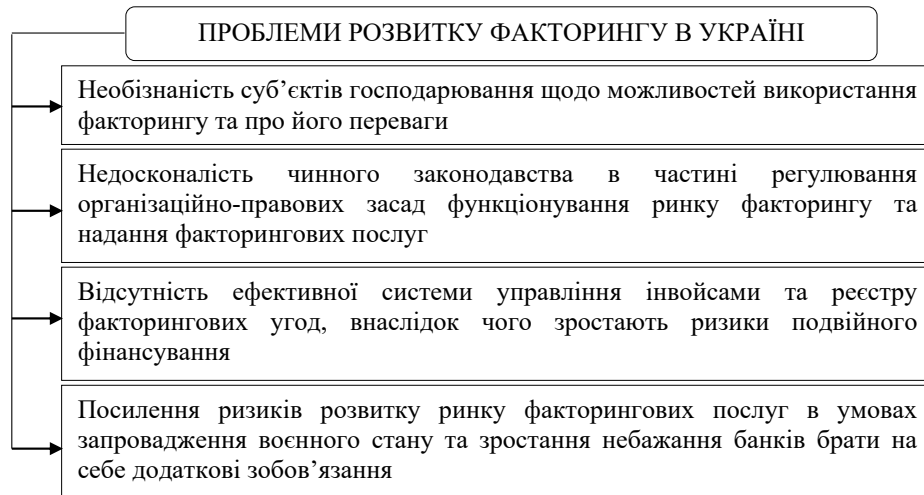 ПРОБЛЕМИ РОЗВИТКУ ФАКТОРИНГУ В УКРАЇНІ
Необізнаність суб’єктів господарювання щодо можливостей використання
факторингу та про його переваги
Недосконалість чинного законодавства в частині регулювання
організаційно-правових засад функціонування ринку факторингу та
надання факторингових послуг
Відсутність ефективної системи управління інвойсами та реєстру
факторингових угод, внаслідок чого зростають ризики подвійного
фінансування
Посилення ризиків розвитку ринку факторингових послуг в умовах
запровадження воєнного стану та зростання небажання банків брати на
себе додаткові зобов’язання